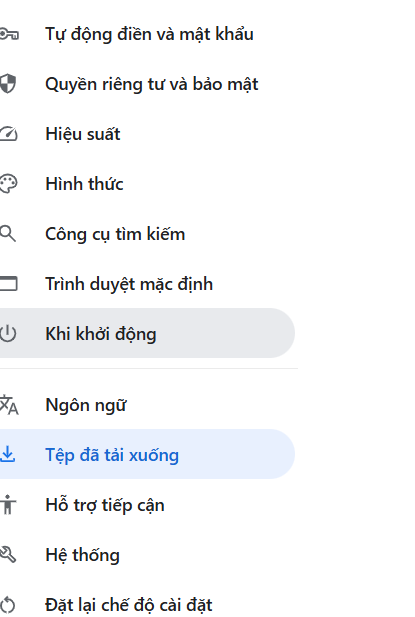 Tự động điền và mật khẩu
Quyền riêng tư và bảo mật
Hiệu suất
Hình thức
Công cụ tìm kiếm
Trình duyệt mặc định
Khi khởi động
Ngôn ngữ
Tệp đã tải xuống
Hỗ trợ tiếp cận
Hệ thống
Đặt lại chế độ cài đặt